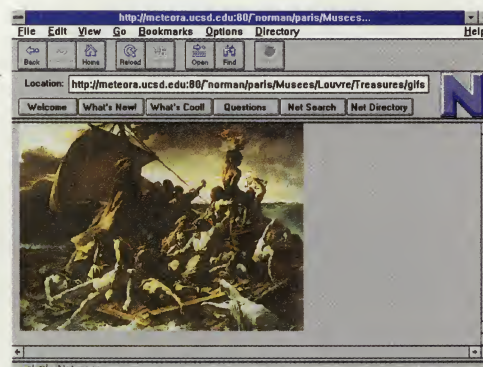 http://meteora.ucsd.edu:80/~norman/paris/Musees...
File Edit View Go Bookmarks Options Directory Help
Back Home Reload Open Find
Location: http://meteora.ucsd.edu:80/~norman/paris/Musees/Louvre/Treasures/gifs
Welcome What's New! What's Cool! Questions Net Search Net Directory
N